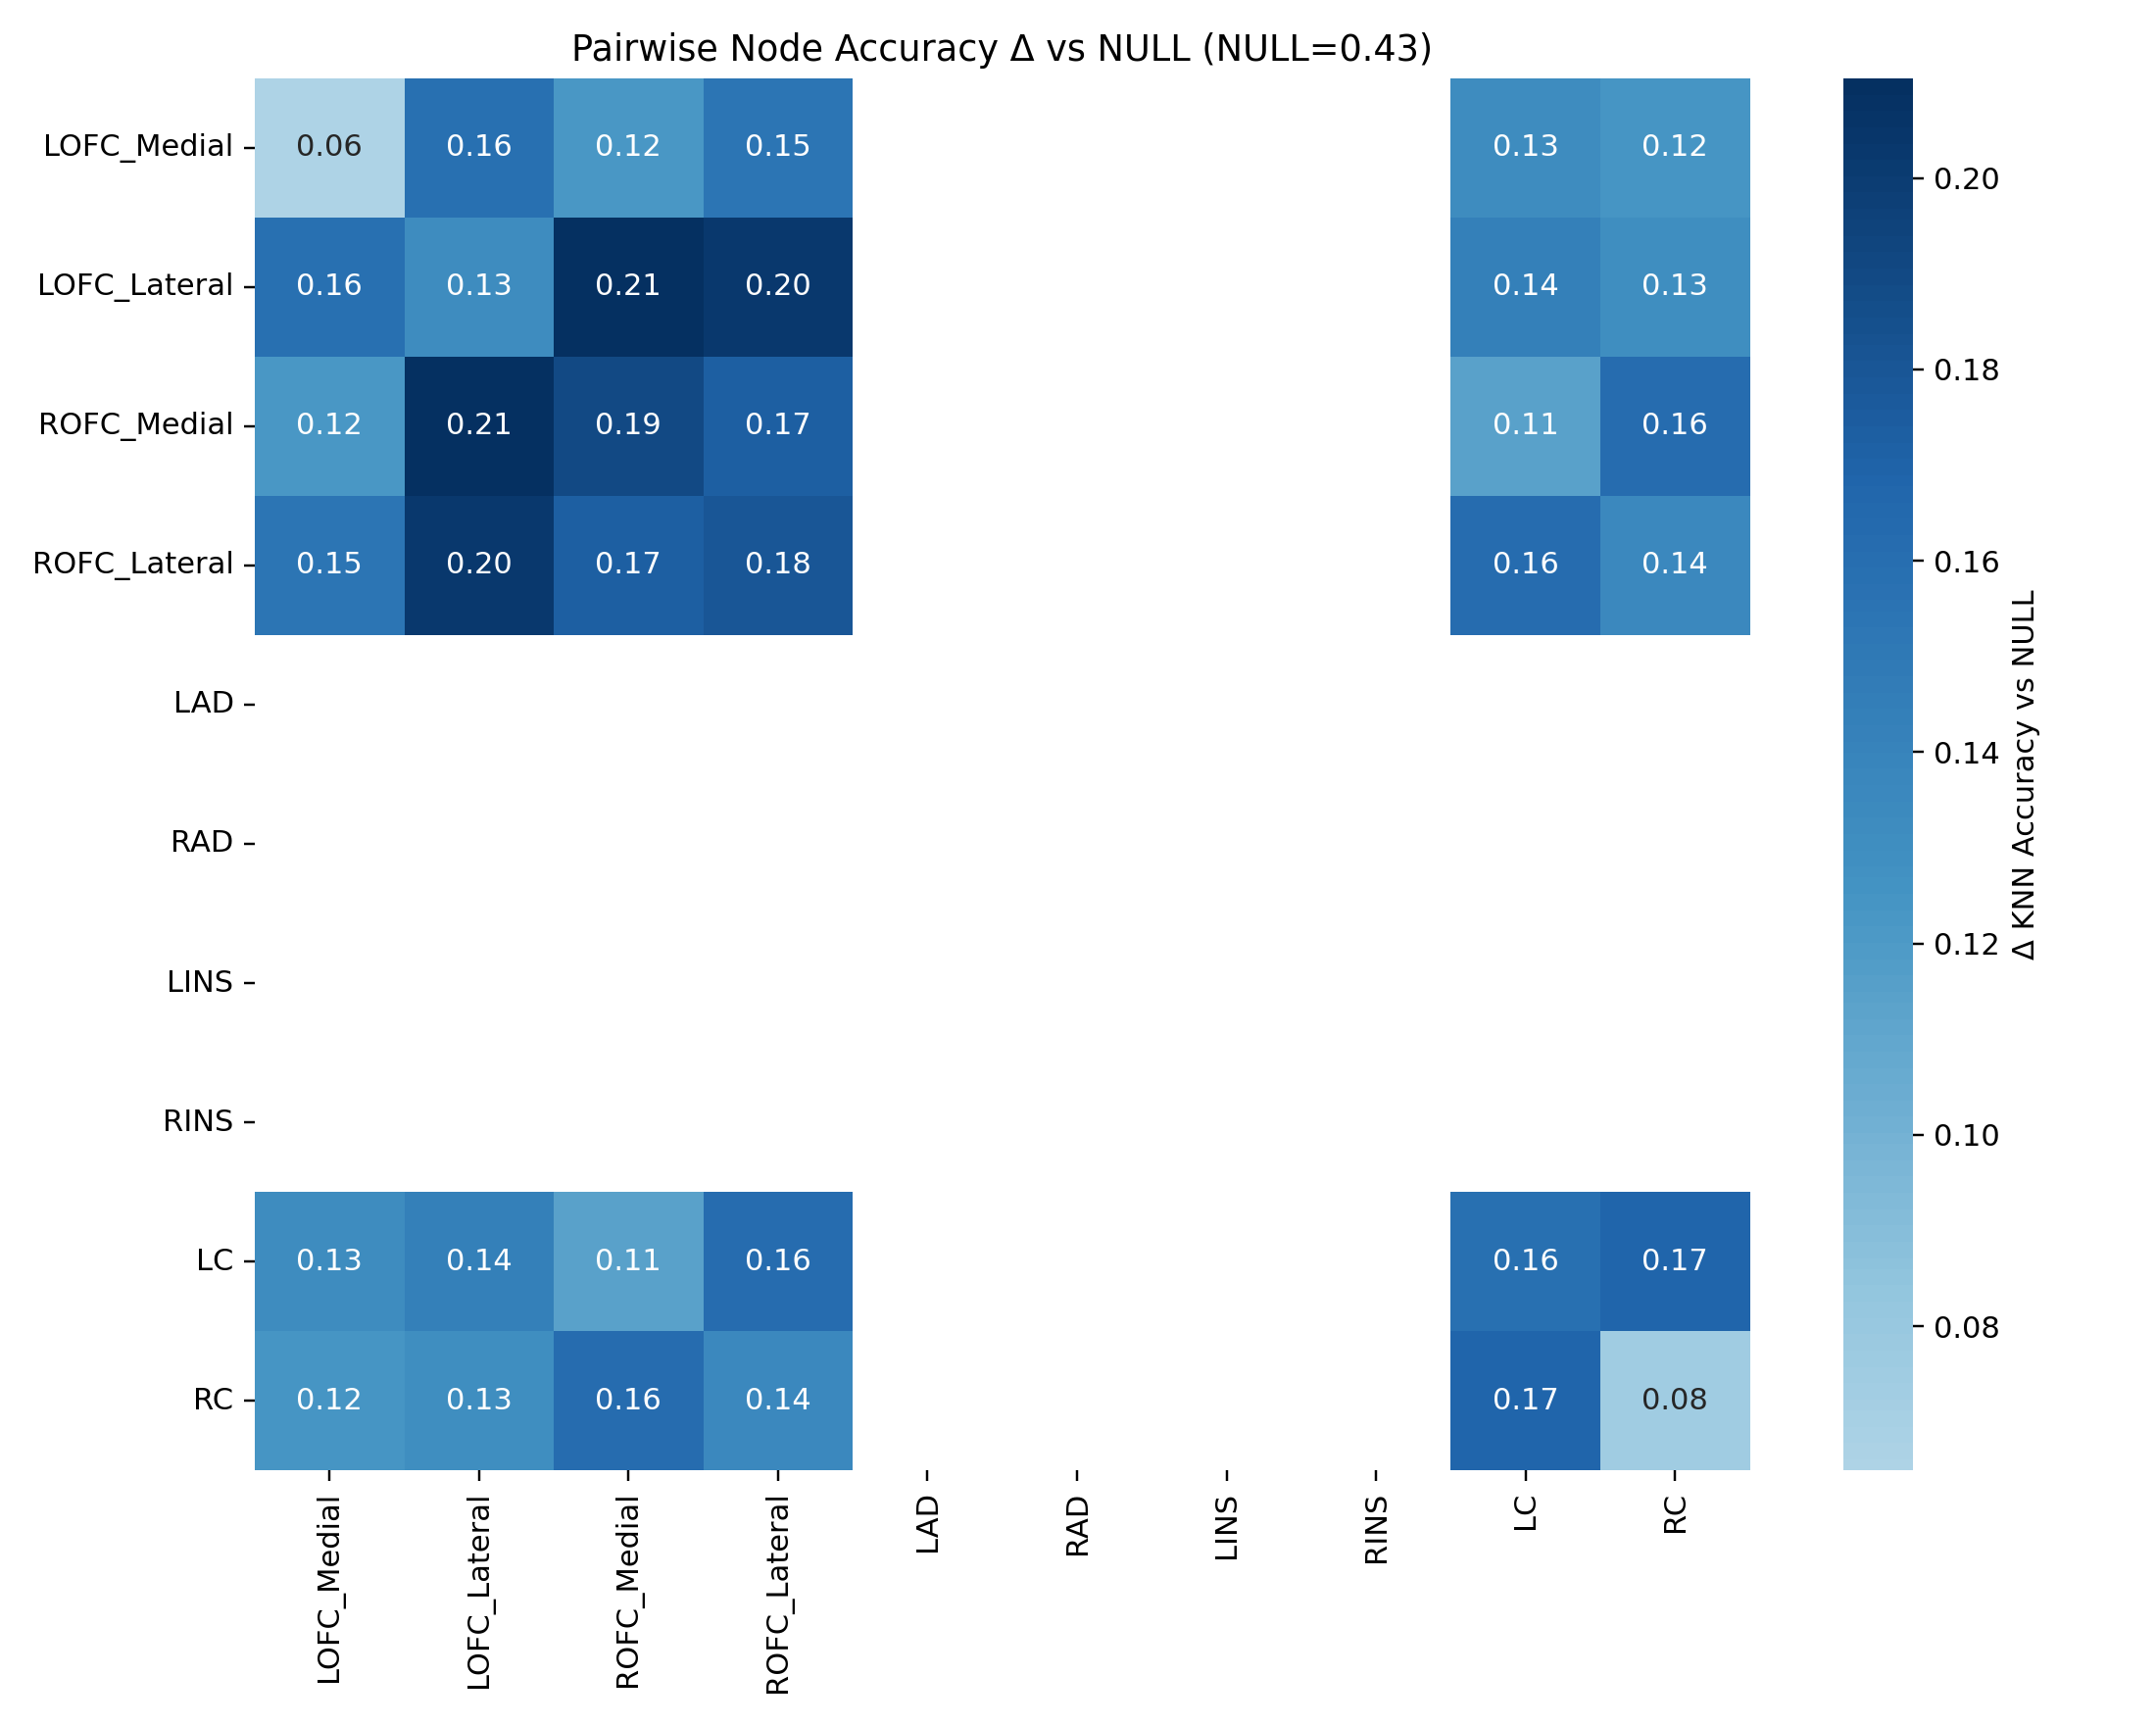 Pairwise Node Accuracy Δ vs NULL (NULL=0.43)
LOFC_Medial 0.06 0.16 0.12 0.15 0.13 0.12
LOFC_Lateral 0.16 0.13 0.21 0.20 0.14 0.13
ROFC_Medial 0.12 0.21 0.19 0.17 0.11 0.16
ROFC_Lateral 0.15 0.20 0.17 0.18 0.16 0.14
LAD
RAD
LINS
RINS
LC 0.13 0.14 0.11 0.16 0.16 0.17
RC 0.12 0.13 0.16 0.14 0.17 0.08
LOFC_Medial
LOFC_Lateral
ROFC_Medial
ROFC_Lateral
LAD
RAD
LINS
RINS
LC
RC
0.20
0.18
0.16
0.14
0.12
0.10
0.08
Δ KNN Accuracy vs NULL